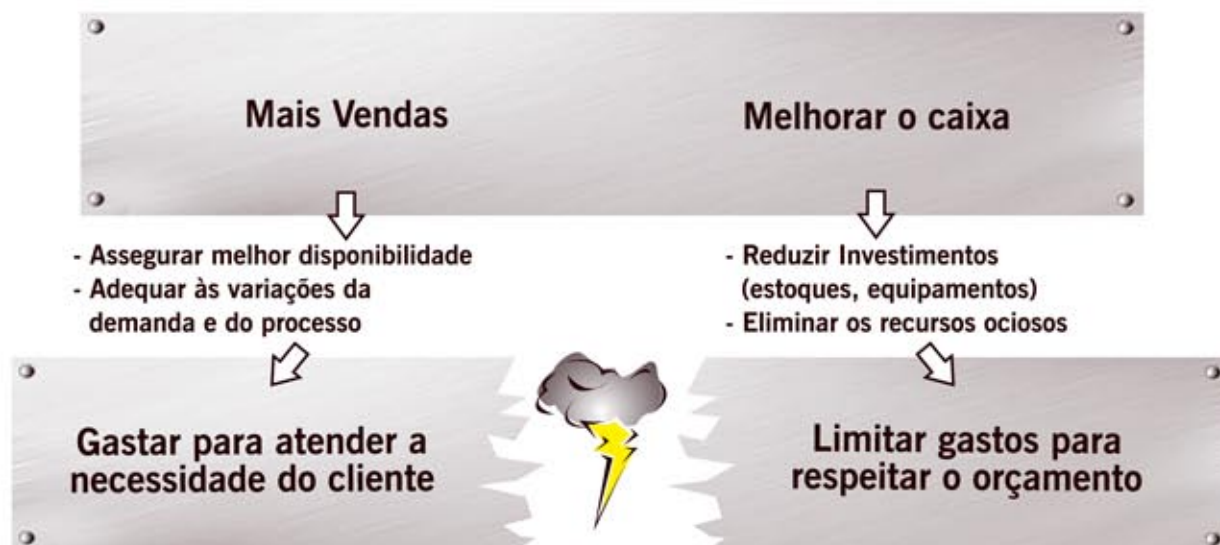 Mais Vendas
Melhorar o caixa
- Assegurar melhor disponibilidade
- Adequar às variações da
demanda e do processo
- Reduzir Investimentos
(estoques, equipamentos)
- Eliminar os recursos ociosos
Gastar para atender a
necessidade do cliente
Limitar gastos para
respeitar o orçamento